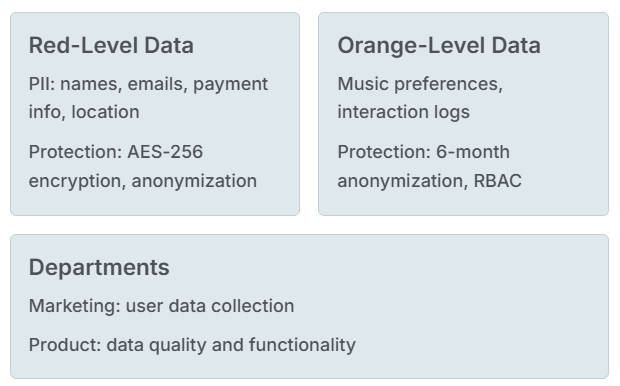 Red-Level Data
PII: names, emails, payment
info, location
Protection: AES-256
encryption, anonymization
Orange-Level Data
Music preferences,
interaction logs
Protection: 6-month
anonymization, RBAC
Departments
Marketing: user data collection
Product: data quality and functionality